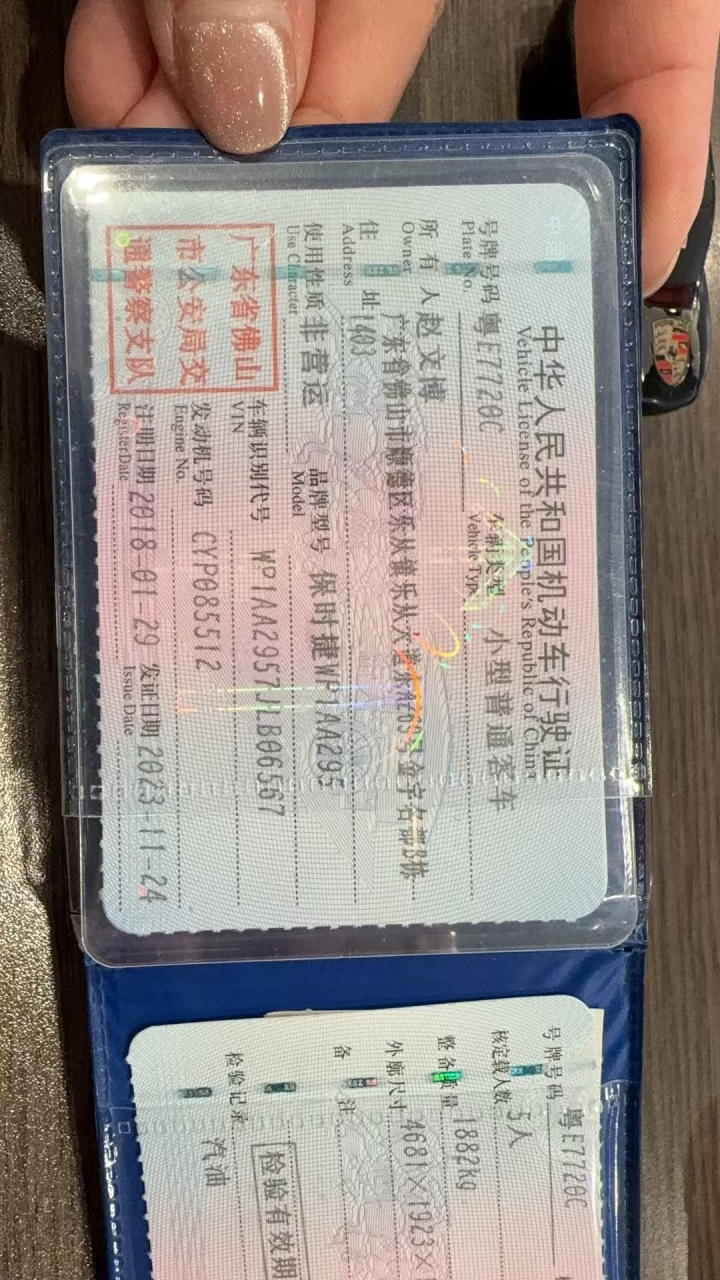 中华人民共和国机动车行驶证
Vehicle License of the People's Republic of China
号牌号码 粤E7720C 车辆类型 小型普通客车
Plate No. Vehicle Type
所有人 赵文博
Owner
住址 广东省佛山市顺德区乐从镇乐从 号金宇名都B栋
Address 1403
使用性质 非营运 品牌型号 保时捷WP1AA295
Use Character Model
广东省佛山
市公安局交
通警察支队
车辆识别代号 WP1AA2957JLB06567
VIN
发动机号码 CYP085512
Engine No.
注册日期 2018-01-29 发证日期 2023-11-24
Register Date Issue Date
号牌号码 粤E7720C
核定载人数 5人
整备质量 1882kg
外廓尺寸 4681×1923×
备注
检验有效期
检验记录 汽油